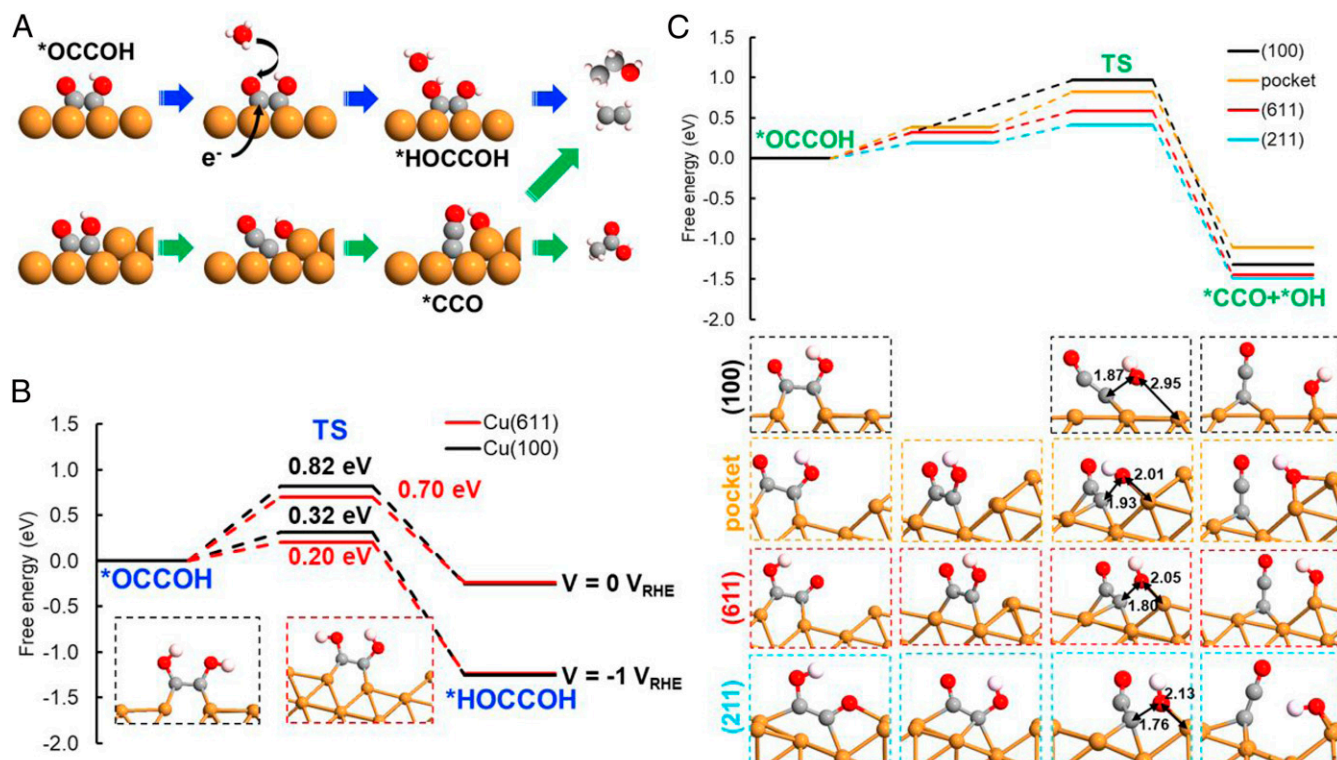 A
*OCCOH
e-
*HOCCOH
*CCO
B
1.5
1.0
0.5
0.0
-0.5
-1.0
-1.5
-2.0
Free energy (eV)
TS
Cu(611)
Cu(100)
0.82 eV
0.70 eV
0.32 eV
0.20 eV
*OCCOH
V = 0 VRHE
V = -1 VRHE
*HOCCOH
C
1.5
1.0
0.5
0.0
-0.5
-1.0
-1.5
-2.0
Free energy (eV)
TS
(100)
pocket
(611)
(211)
*OCCOH
*CCO+*OH
(100)
1.87
2.95
pocket
2.01
1.93
(611)
2.05
1.80
(211)
2.13
1.76